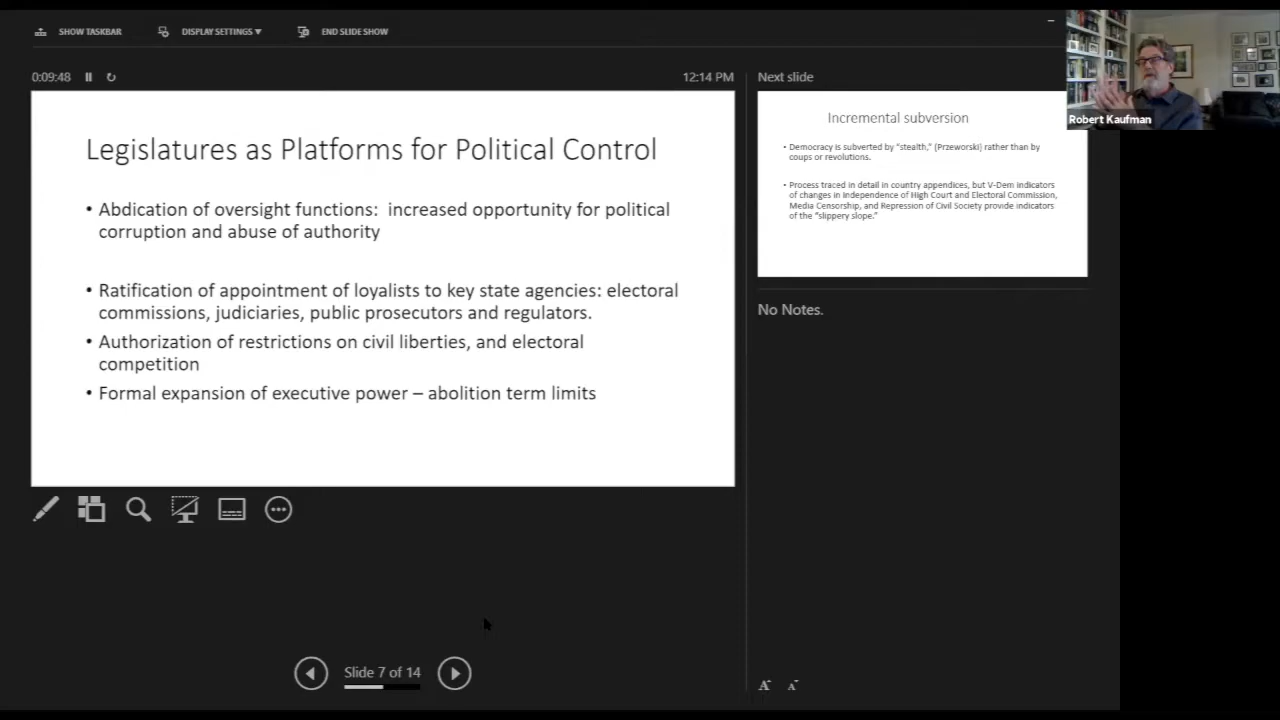 SHOW TASKBAR
DISPLAY SETTINGS ▼
END SLIDE SHOW
0:09:48
12:14 PM
Legislatures as Platforms for Political Control
• Abdication of oversight functions: increased opportunity for political
corruption and abuse of authority
• Ratification of appointment of loyalists to key state agencies: electoral
commissions, judiciaries, public prosecutors and regulators.
• Authorization of restrictions on civil liberties, and electoral
competition
• Formal expansion of executive power – abolition term limits
Slide 7 of 14
Next slide
Incremental subversion
• Democracy is subverted by “stealth,” (Przeworski) rather than by
coups or revolutions.
• Process traced in detail in country appendices, but V-Dem indicators
of changes in Independence of High Court and Electoral Commission,
Media Censorship, and Repression of Civil Society provide indicators
of the “slippery slope.”
No Notes.
A A
Robert Kaufman